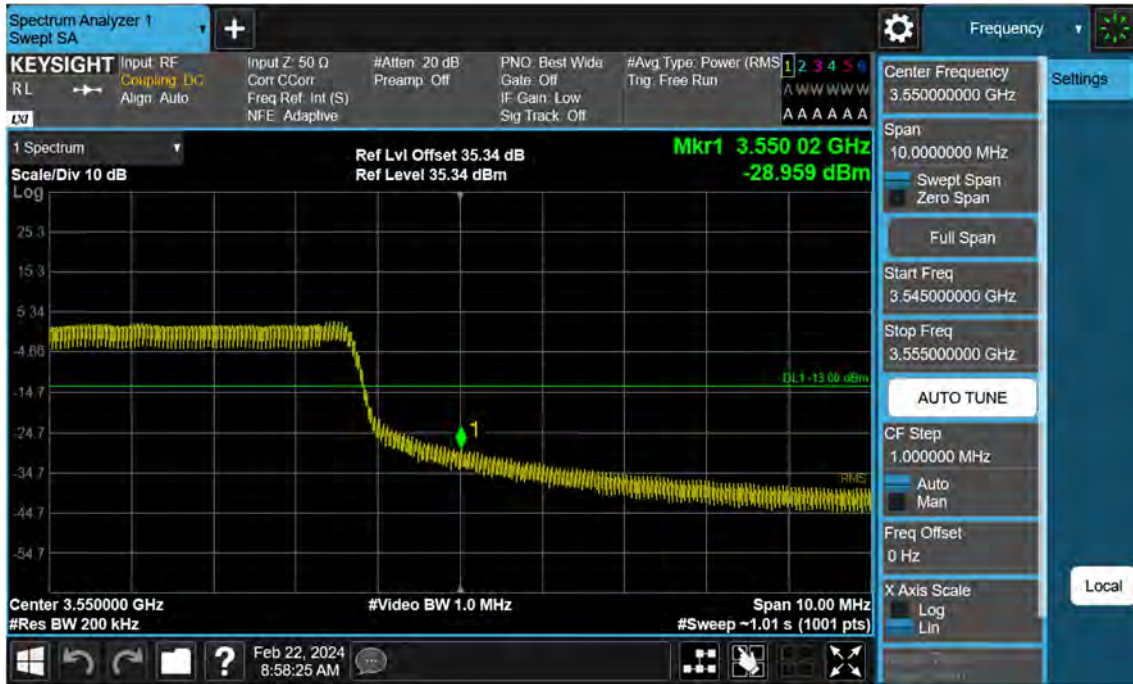 Spectrum Analyzer 1
Swept SA
Frequency
KEYSIGHT
RL
LXI
Input: RF
Coupling: DC
Align: Auto
Input Z: 50 Ω
Corr CCorr
Freq Ref: Int (S)
NFE: Adaptive
#Atten: 20 dB
Preamp: Off
PNO: Best Wide
Gate: Off
IF Gain: Low
Sig Track: Off
#Avg Type: Power (RMS
Trig: Free Run
1 2 3 4 5 6
A W W W W W
A A A A A A
1 Spectrum
Scale/Div 10 dB
Ref Lvl Offset 35.34 dB
Ref Level 35.34 dBm
Mkr1 3.550 02 GHz
-28.959 dBm
Log
25.3
15.3
5.34
-4.66
-14.7
-24.7
-34.7
-44.7
-54.7
DL1 -13.00 dBm
1
RMS
Center 3.550000 GHz
#Res BW 200 kHz
#Video BW 1.0 MHz
Span 10.00 MHz
#Sweep ~1.01 s (1001 pts)
Feb 22, 2024
8:58:25 AM
Center Frequency
3.550000000 GHz
Span
10.0000000 MHz
Swept Span
Zero Span
Full Span
Start Freq
3.545000000 GHz
Stop Freq
3.555000000 GHz
AUTO TUNE
CF Step
1.000000 MHz
Auto
Man
Freq Offset
0 Hz
X Axis Scale
Log
Lin
Settings
Local